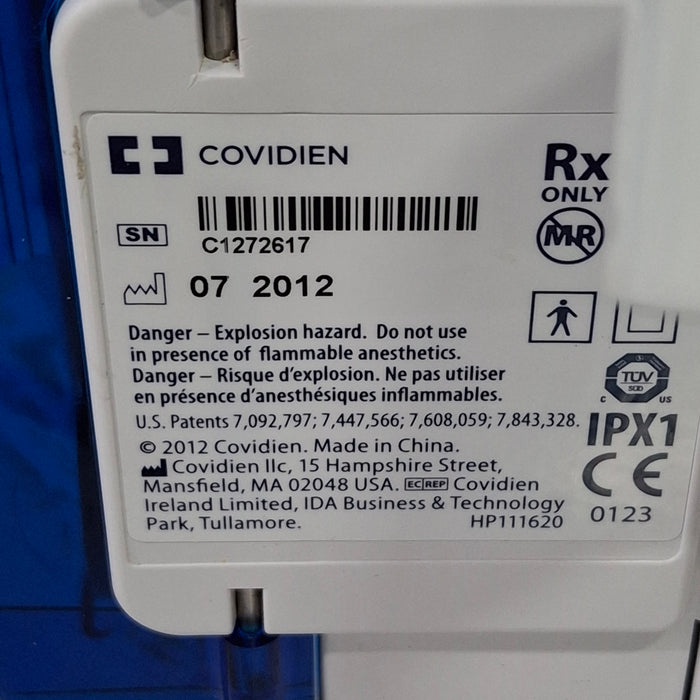 COVIDIEN
Rx
ONLY
SN
C1272617
MR
07 2012
Danger – Explosion hazard. Do not use
in presence of flammable anesthetics.
Danger – Risque d'explosion. Ne pas utiliser
en présence d'anesthésiques inflammables.
TÜV
SÜD
C US
U.S. Patents 7,092,797; 7,447,566; 7,608,059; 7,843,328.
IPX1
© 2012 Covidien. Made in China.
Covidien llc, 15 Hampshire Street,
Mansfield, MA 02048 USA. EC REP Covidien
Ireland Limited, IDA Business & Technology
Park, Tullamore.
HP111620
CE
0123